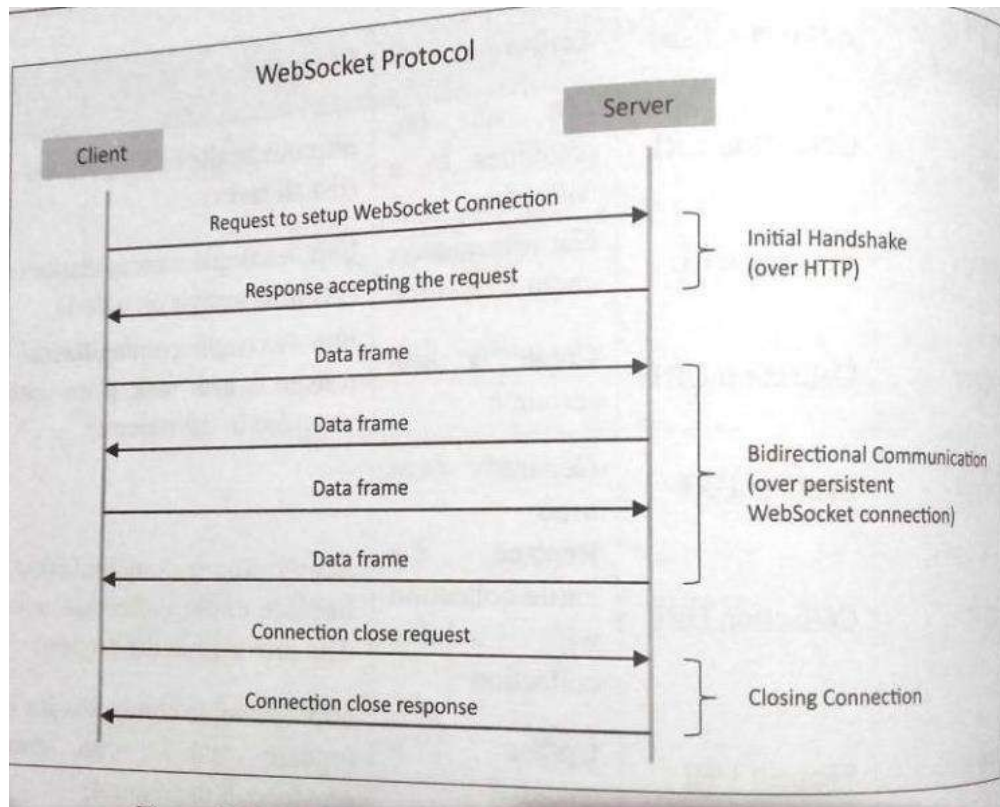 WebSocket Protocol
Client
Server
Request to setup WebSocket Connection
Response accepting the request
Initial Handshake
(over HTTP)
Data frame
Data frame
Data frame
Data frame
Bidirectional Communication
(over persistent
WebSocket connection)
Connection close request
Connection close response
Closing Connection